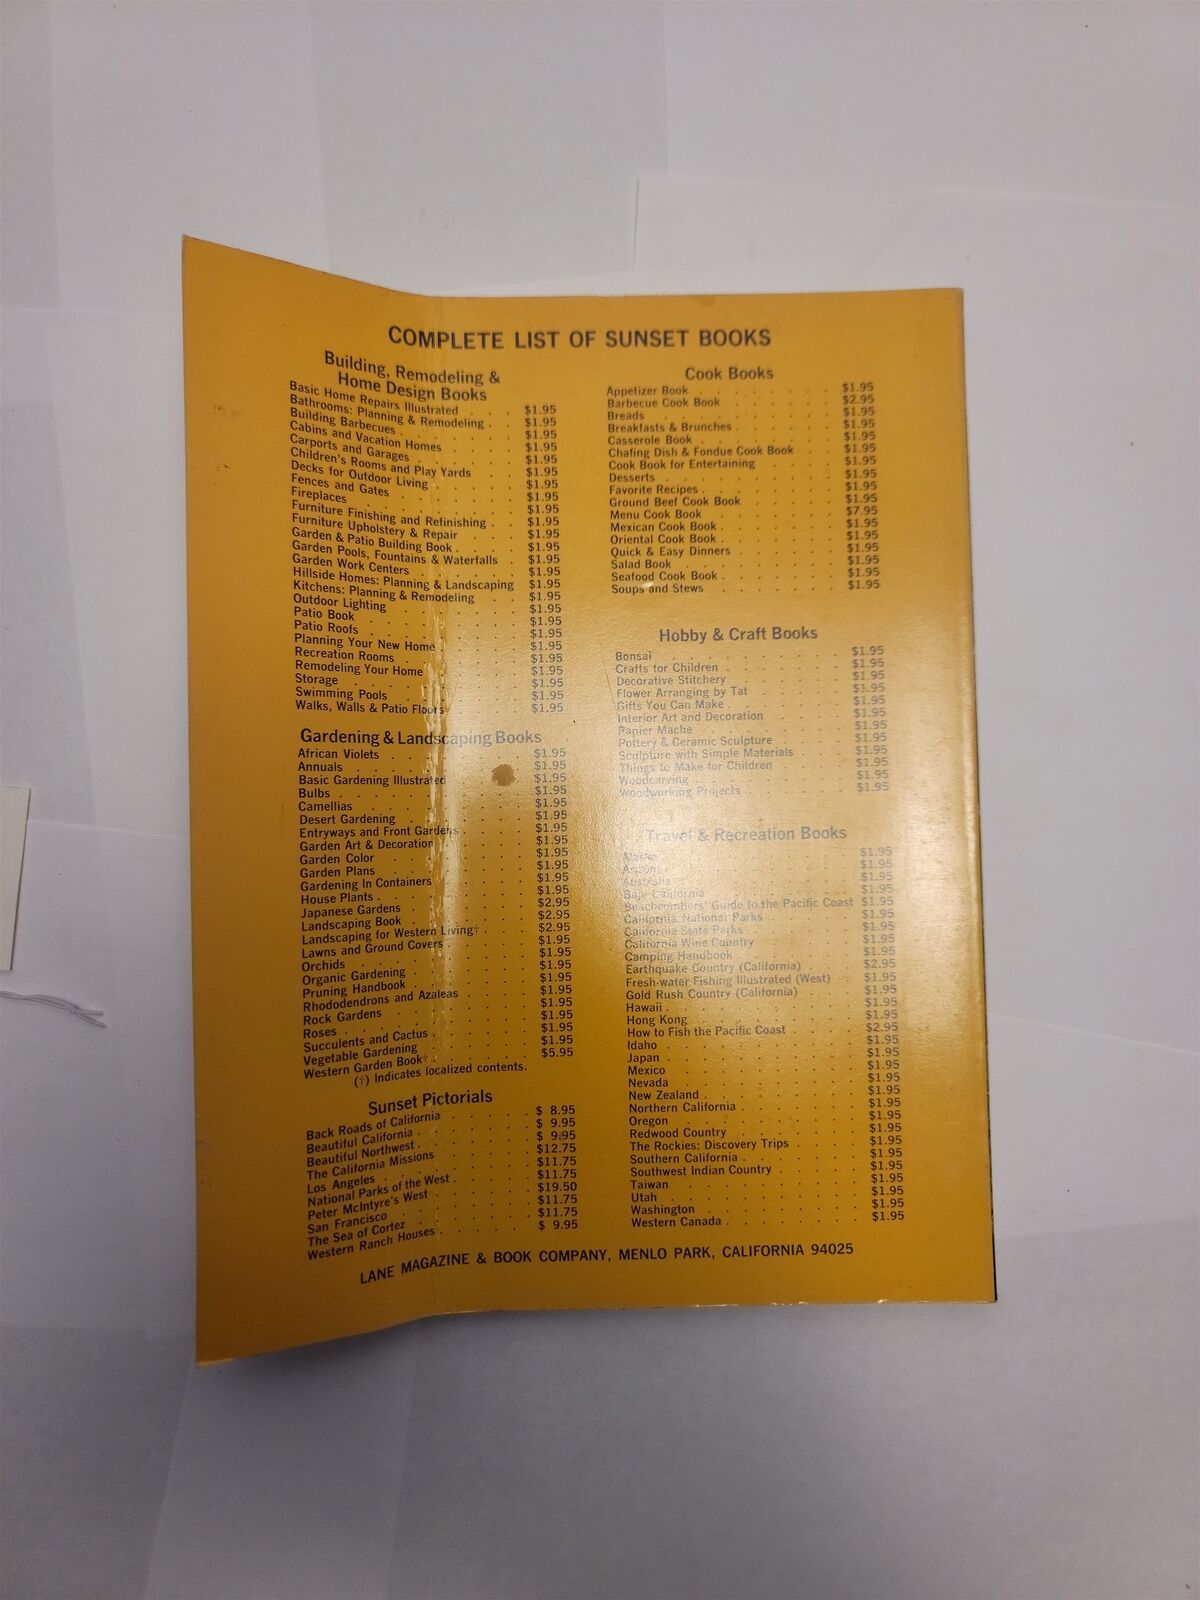 COMPLETE LIST OF SUNSET BOOKS
Building, Remodeling &
Home Design Books
Basic Home Repairs Illustrated . . . $1.95
Bathrooms: Planning & Remodeling . . $1.95
Building Barbecues . . . . . . $1.95
Cabins and Vacation Homes . . . . $1.95
Carports and Garages . . . . . $1.95
Children's Rooms and Play Yards . . $1.95
Decks for Outdoor Living . . . . . $1.95
Fences and Gates . . . . . . $1.95
Fireplaces . . . . . . . $1.95
Furniture Finishing and Refinishing . . $1.95
Furniture Upholstery & Repair . . . $1.95
Garden & Patio Building Book . . . . $1.95
Garden Pools, Fountains & Waterfalls . $1.95
Garden Work Centers . . . . . $1.95
Hillside Homes: Planning & Landscaping $1.95
Kitchens: Planning & Remodeling . . $1.95
Outdoor Lighting . . . . . . $1.95
Patio Book . . . . . . . $1.95
Patio Roofs . . . . . . . $1.95
Planning Your New Home . . . . . $1.95
Recreation Rooms . . . . . . $1.95
Remodeling Your Home . . . . . $1.95
Storage . . . . . . . . $1.95
Swimming Pools . . . . . . $1.95
Walks, Walls & Patio Floors . . . . $1.95
Gardening & Landscaping Books
African Violets . . . . . . . $1.95
Annuals . . . . . . . . $1.95
Basic Gardening Illustrated . . . . $1.95
Bulbs . . . . . . . . . $1.95
Camellias . . . . . . . . $1.95
Desert Gardening . . . . . . $1.95
Entryways and Front Gardens . . . . $1.95
Garden Art & Decoration . . . . . $1.95
Garden Color . . . . . . . $1.95
Garden Plans . . . . . . . $1.95
Gardening In Containers . . . . . $1.95
House Plants . . . . . . . . $1.95
Japanese Gardens . . . . . . $2.95
Landscaping Book . . . . . . $2.95
Landscaping for Western Living† . . . $2.95
Lawns and Ground Covers . . . . . $1.95
Orchids . . . . . . . . $1.95
Organic Gardening . . . . . . $1.95
Pruning Handbook . . . . . . $1.95
Rhododendrons and Azaleas . . . . $1.95
Rock Gardens . . . . . . . $1.95
Roses . . . . . . . . . $1.95
Succulents and Cactus . . . . . . $1.95
Vegetable Gardening . . . . . $1.95
Western Garden Book† . . . . . . $5.95
(†) Indicates localized contents.
Sunset Pictorials
Back Roads of California . . . . . $ 8.95
Beautiful California . . . . . . $ 9.95
Beautiful Northwest . . . . . . $ 9.95
The California Missions . . . . . $12.75
Los Angeles . . . . . . . $11.75
National Parks of the West . . . . . $11.75
Peter McIntyre's West . . . . . $19.50
San Francisco . . . . . . . $11.75
The Sea of Cortez . . . . . . $11.75
Western Ranch Houses . . . . . . $ 9.95
Cook Books
Appetizer Book . . . . . . . $1.95
Barbecue Cook Book . . . . . . $2.95
Breads . . . . . . . . $1.95
Breakfasts & Brunches . . . . . . $1.95
Casserole Book . . . . . . . $1.95
Chafing Dish & Fondue Cook Book . . $1.95
Cook Book for Entertaining . . . . $1.95
Desserts . . . . . . . . $1.95
Favorite Recipes . . . . . . . $1.95
Ground Beef Cook Book . . . . . $1.95
Menu Cook Book . . . . . . $7.95
Mexican Cook Book . . . . . . . $1.95
Oriental Cook Book . . . . . . . $1.95
Quick & Easy Dinners . . . . . . $1.95
Salad Book . . . . . . . $1.95
Seafood Cook Book . . . . . . . $1.95
Soups and Stews . . . . . . $1.95
Hobby & Craft Books
Bonsai . . . . . . . . $1.95
Crafts for Children . . . . . . $1.95
Decorative Stitchery . . . . . . $1.95
Flower Arranging by Tat . . . . . $1.95
Gifts You Can Make . . . . . . $1.95
Interior Art and Decoration . . . . $1.95
Papier Mache . . . . . . . $1.95
Pottery & Ceramic Sculpture . . . . $1.95
Sculpture with Simple Materials . . . $1.95
Things to Make for Children . . . . $1.95
Woodcarving . . . . . . . $1.95
Woodworking Projects . . . . . . $1.95
Travel & Recreation Books
Alaska . . . . . . . . $1.95
Arizona . . . . . . . . $1.95
Australia . . . . . . . . $1.95
Baja California . . . . . . . $1.95
Beachcombers' Guide to the Pacific Coast $1.95
California National Parks . . . . . $1.95
California State Parks . . . . . . $1.95
California Wine Country . . . . . $1.95
Camping Handbook . . . . . . $1.95
Earthquake Country (California) . . . $2.95
Fresh-water Fishing Illustrated (West) . $1.95
Gold Rush Country (California) . . . $1.95
Hawaii . . . . . . . . . $1.95
Hong Kong . . . . . . . $1.95
How to Fish the Pacific Coast . . . . $2.95
Idaho . . . . . . . . . $1.95
Japan . . . . . . . . . $1.95
Mexico . . . . . . . . $1.95
Nevada . . . . . . . . $1.95
New Zealand . . . . . . . . $1.95
Northern California . . . . . . $1.95
Oregon . . . . . . . . $1.95
Redwood Country . . . . . . $1.95
The Rockies: Discovery Trips . . . . $1.95
Southern California . . . . . . $1.95
Southwest Indian Country . . . . . $1.95
Taiwan . . . . . . . . $1.95
Utah . . . . . . . . . $1.95
Washington . . . . . . . $1.95
Western Canada . . . . . . . $1.95
LANE MAGAZINE & BOOK COMPANY, MENLO PARK, CALIFORNIA 94025